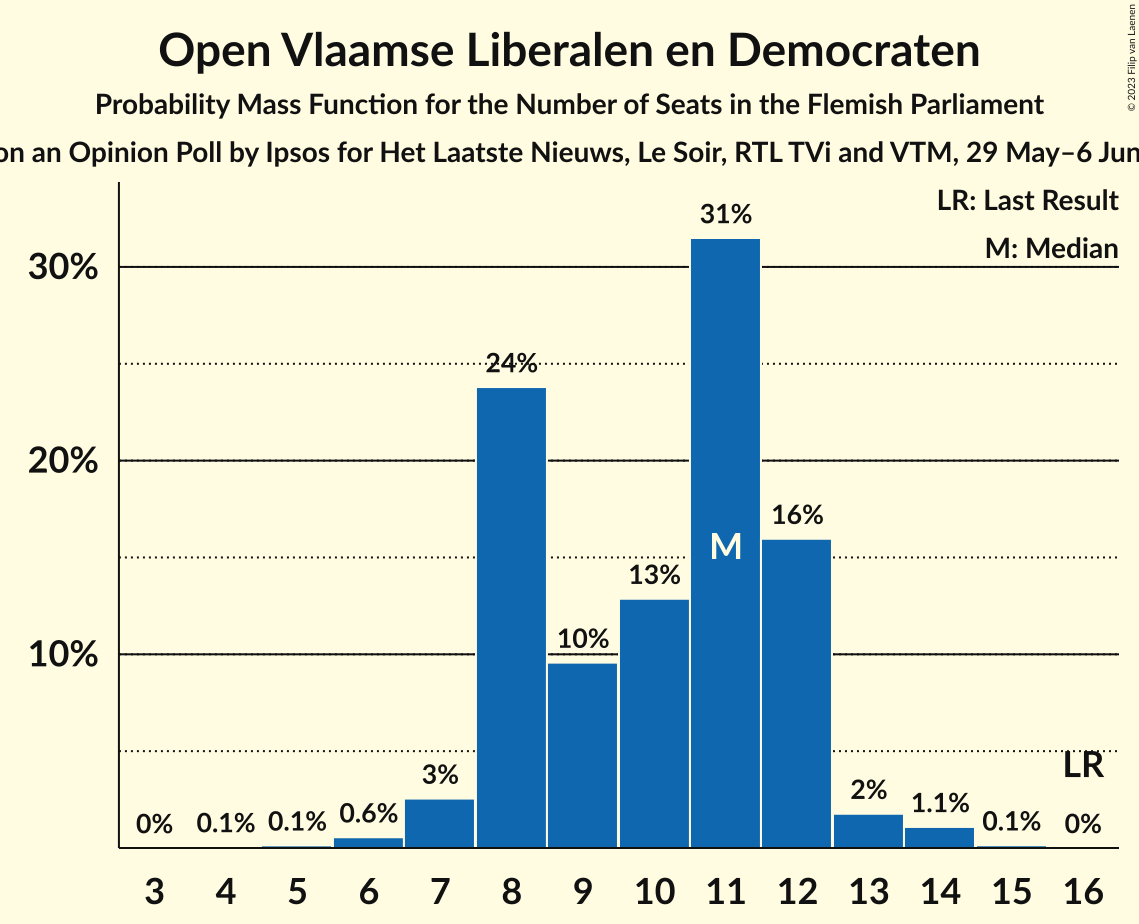 Open Vlaamse Liberalen en Democraten
Probability Mass Function for the Number of Seats in the Flemish Parliament
on an Opinion Poll by Ipsos for Het Laatste Nieuws, Le Soir, RTL TVi and VTM, 29 May–6 Jun
© 2023 Filip van Laenen
LR: Last Result
M: Median
30%
20%
10%
0% 0.1% 0.1% 0.6% 3% 24% 10% 13% 31% 16% 2% 1.1% 0.1% 0%
M
LR
3 4 5 6 7 8 9 10 11 12 13 14 15 16